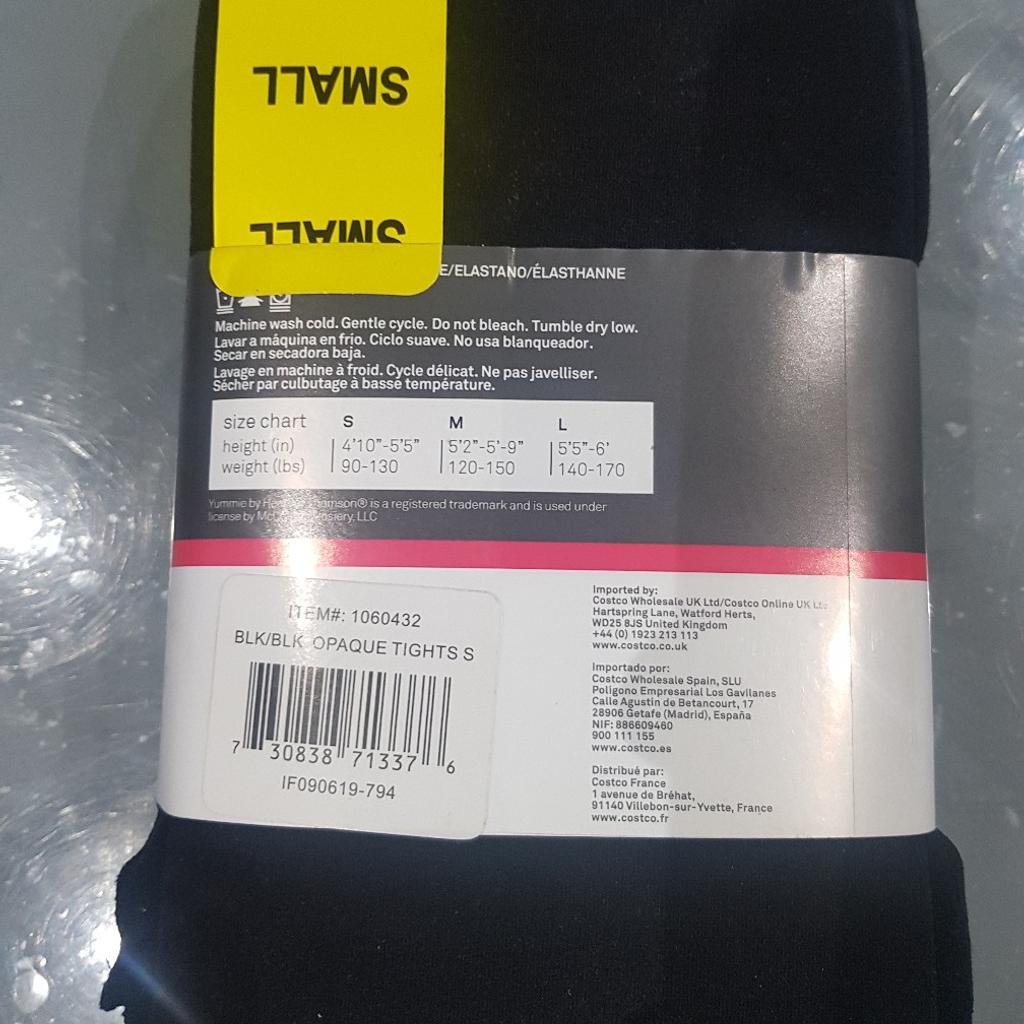 SMALL
SMALL
E/ELASTANO/ÉLASTHANNE
Machine wash cold. Gentle cycle. Do not bleach. Tumble dry low.
Lavar a máquina en frio. Ciclo suave. No usa blanqueador.
Secar en secadora baja.
Lavage en machine à froid. Cycle délicat. Ne pas javelliser.
Sécher par culbutage à basse température.
size chart S M L
height (in) 4'10"-5'5" 5'2"-5'-9" 5'5"-6'
weight (lbs) 90-130 120-150 140-170
Yummie by Thomson® is a registered trademark and is used under
license by Hosiery, LLC
ITEM#: 1060432
BLK/BLK OPAQUE TIGHTS S
7 30838 71337 6
IF090619-794
Imported by:
Costco Wholesale UK Ltd/Costco Online UK Ltd
Hartspring Lane, Watford Herts,
WD25 8JS United Kingdom
+44 (0) 1923 213 113
www.costco.co.uk
Importado por:
Costco Wholesale Spain, SLU
Poligono Empresarial Los Gavilanes
Calle Agustin de Betancourt, 17
28906 Getafe (Madrid), España
NIF: 886609460
900 111 155
www.costco.es
Distribué par:
Costco France
1 avenue de Bréhat,
91140 Villebon-sur-Yvette, France
www.costco.fr